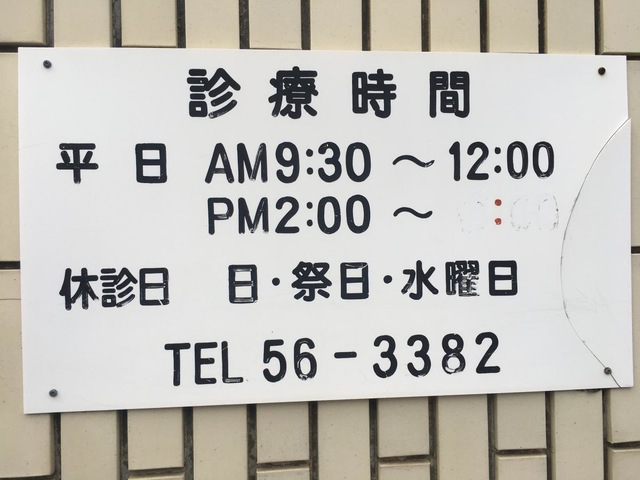 診療時間
平日 AM9:30～12:00
PM2:00～ :
休診日 日・祭日・水曜日
TEL 56-3382